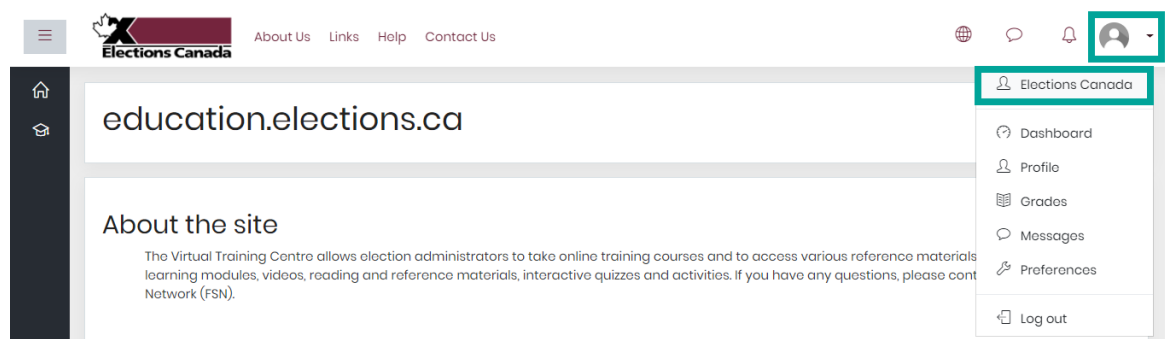 Elections Canada
About Us Links Help Contact Us
Elections Canada
education.elections.ca
Dashboard
Profile
Grades
Messages
Preferences
Log out
About the site
The Virtual Training Centre allows election administrators to take online training courses and to access various reference materials
learning modules, videos, reading and reference materials, interactive quizzes and activities. If you have any questions, please cont
Network (FSN).